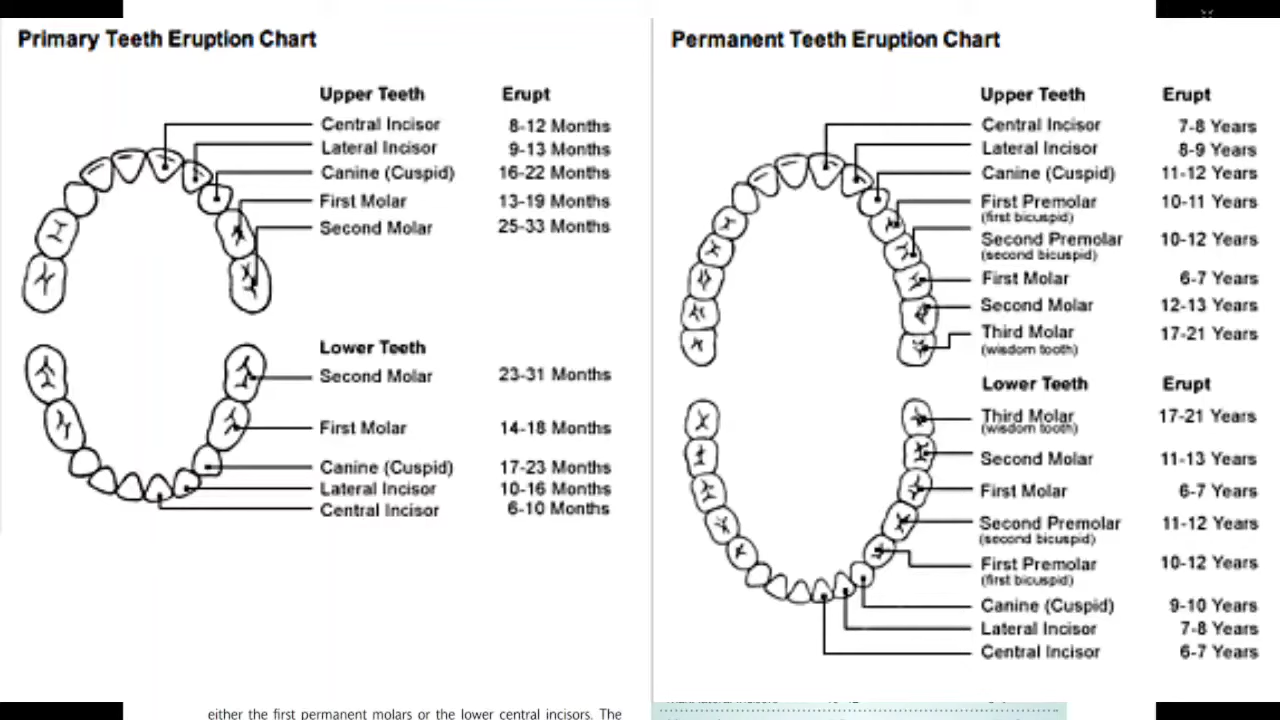 Primary Teeth Eruption Chart
Upper Teeth Erupt
Central Incisor 8-12 Months
Lateral Incisor 9-13 Months
Canine (Cuspid) 16-22 Months
First Molar 13-19 Months
Second Molar 25-33 Months
Lower Teeth
Second Molar 23-31 Months
First Molar 14-18 Months
Canine (Cuspid) 17-23 Months
Lateral Incisor 10-16 Months
Central Incisor 6-10 Months
either the first permanent molars or the lower central incisors. The
Permanent Teeth Eruption Chart
Upper Teeth Erupt
Central Incisor 7-8 Years
Lateral Incisor 8-9 Years
Canine (Cuspid) 11-12 Years
First Premolar 10-11 Years
(first bicuspid)
Second Premolar 10-12 Years
(second bicuspid)
First Molar 6-7 Years
Second Molar 12-13 Years
Third Molar 17-21 Years
(wisdom tooth)
Lower Teeth Erupt
Third Molar 17-21 Years
(wisdom tooth)
Second Molar 11-13 Years
First Molar 6-7 Years
Second Premolar 11-12 Years
(second bicuspid)
First Premolar 10-12 Years
(first bicuspid)
Canine (Cuspid) 9-10 Years
Lateral Incisor 7-8 Years
Central Incisor 6-7 Years